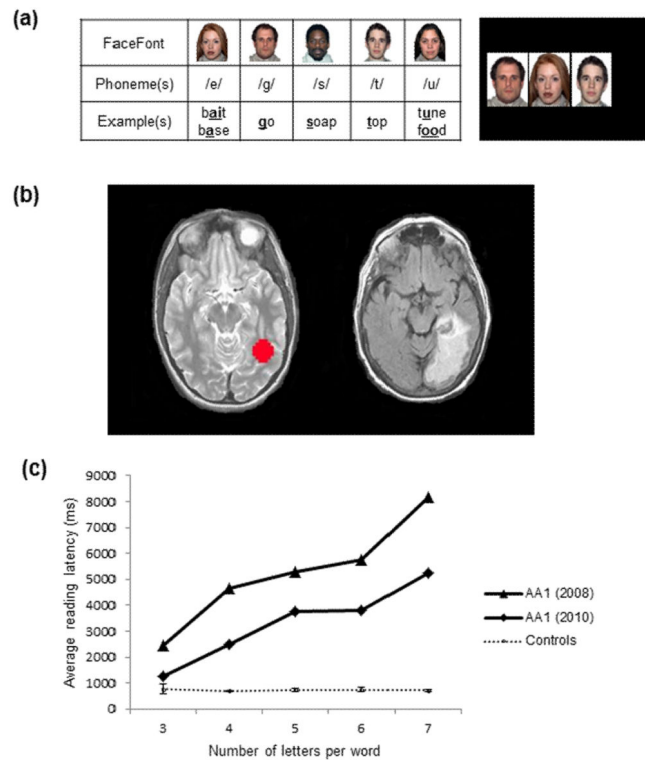 (a)
FaceFont
Phoneme(s) /e/ /g/ /s/ /t/ /u/
Example(s) bait base go soap top tune food
(b)
(c)
9000
8000
7000
6000
5000
4000
3000
2000
1000
0
Average reading latency (ms)
3 4 5 6 7
Number of letters per word
AA1 (2008)
AA1 (2010)
Controls